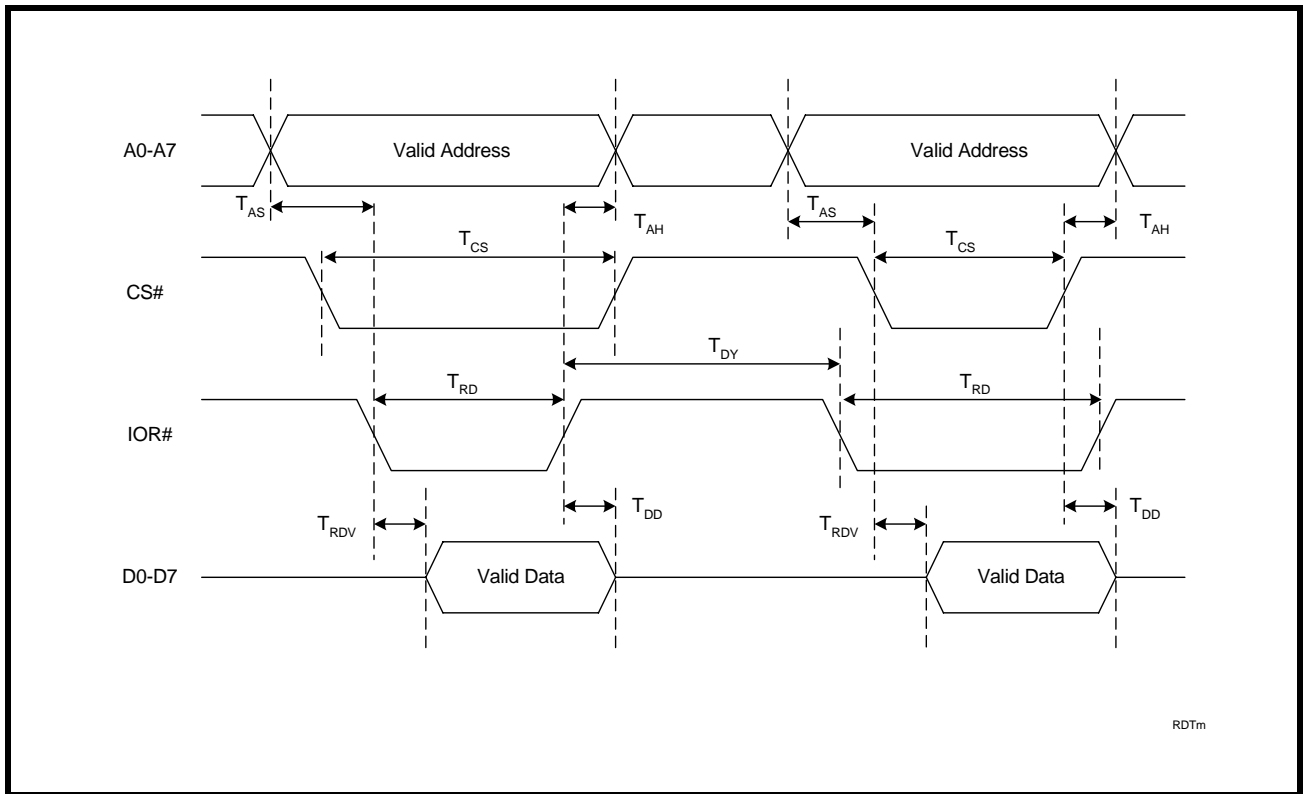 A0-A7
Valid Address
Valid Address
TAS
TAH
TAS
TAH
TCS
TCS
CS#
TDY
TRD
TRD
IOR#
TRDV
TDD
TRDV
TDD
D0-D7
Valid Data
Valid Data
RDTm